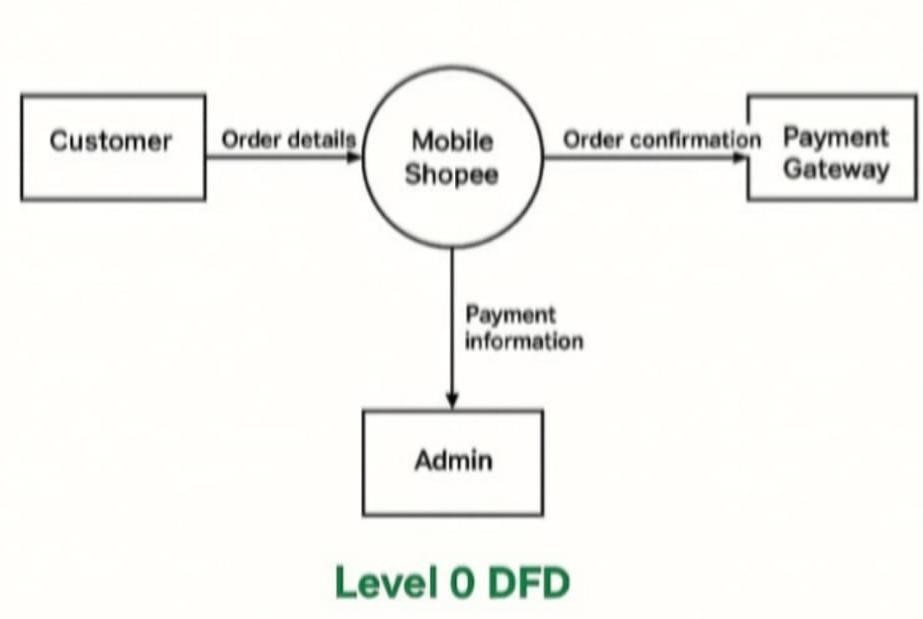 Customer
Order details
Mobile
Shopee
Order confirmation
Payment
Gateway
Payment
information
Admin
Level 0 DFD